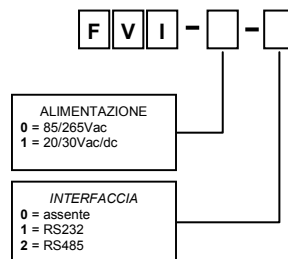 F V I - -
ALIMENTAZIONE
0 = 85/265Vac
1 = 20/30Vac/dc
INTERFACCIA
0 = assente
1 = RS232
2 = RS485